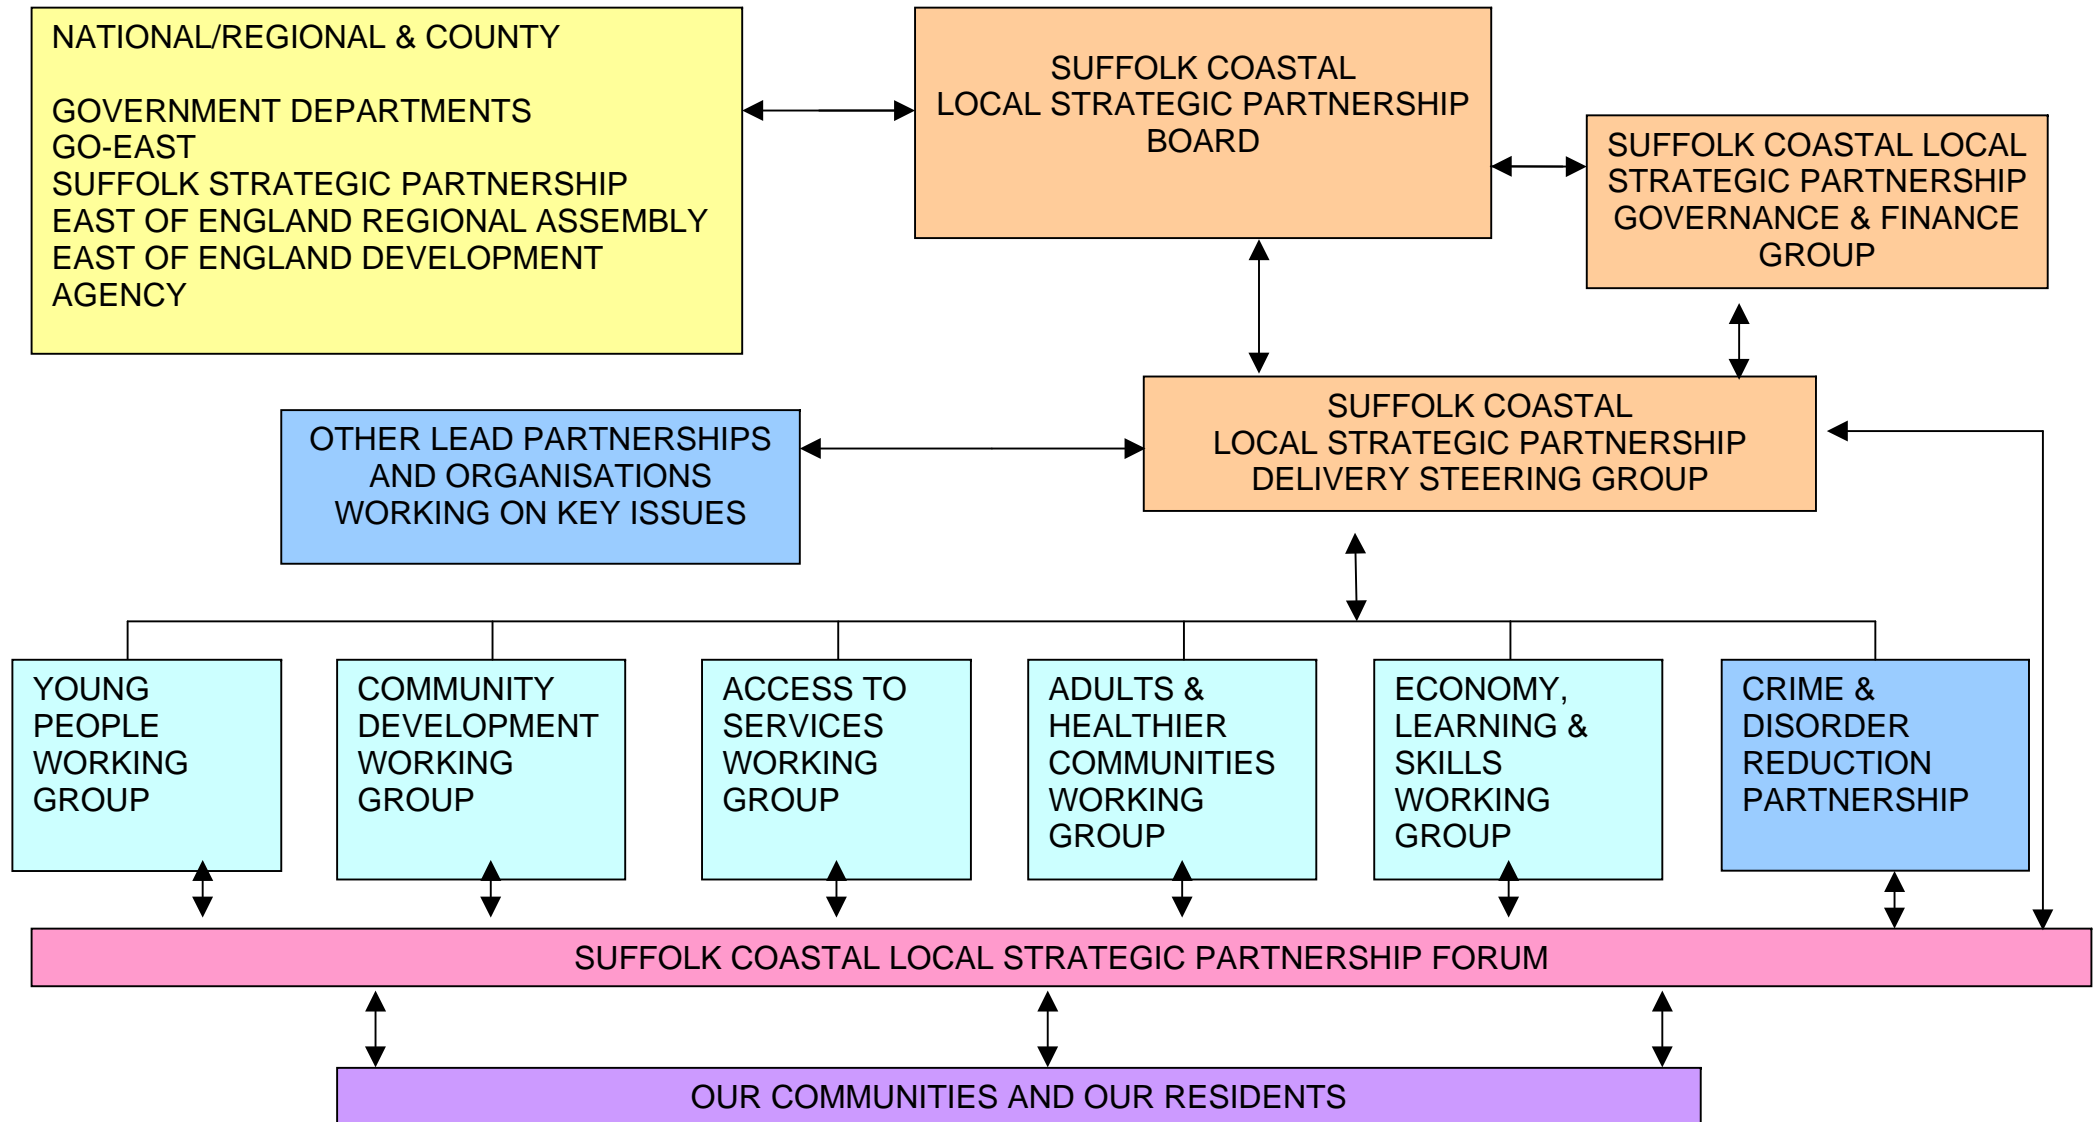 NATIONAL/REGIONAL & COUNTY
GOVERNMENT DEPARTMENTS
GO-EAST
SUFFOLK STRATEGIC PARTNERSHIP
EAST OF ENGLAND REGIONAL ASSEMBLY
EAST OF ENGLAND DEVELOPMENT
AGENCY
SUFFOLK COASTAL
LOCAL STRATEGIC PARTNERSHIP
BOARD
SUFFOLK COASTAL LOCAL
STRATEGIC PARTNERSHIP
GOVERNANCE & FINANCE
GROUP
OTHER LEAD PARTNERSHIPS
AND ORGANISATIONS
WORKING ON KEY ISSUES
SUFFOLK COASTAL
LOCAL STRATEGIC PARTNERSHIP
DELIVERY STEERING GROUP
YOUNG
PEOPLE
WORKING
GROUP
COMMUNITY
DEVELOPMENT
WORKING
GROUP
ACCESS TO
SERVICES
WORKING
GROUP
ADULTS &
HEALTHIER
COMMUNITIES
WORKING
GROUP
ECONOMY,
LEARNING &
SKILLS
WORKING
GROUP
CRIME &
DISORDER
REDUCTION
PARTNERSHIP
SUFFOLK COASTAL LOCAL STRATEGIC PARTNERSHIP FORUM
OUR COMMUNITIES AND OUR RESIDENTS